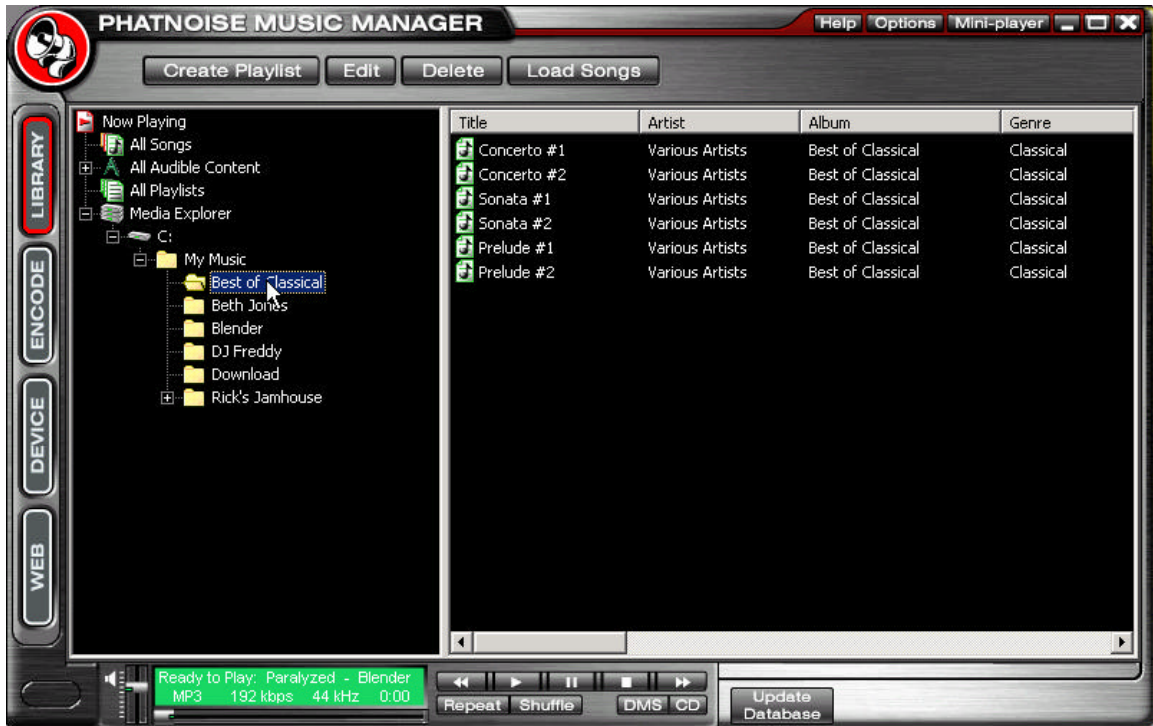 PHATNOISE MUSIC MANAGER
Help Options Mini-player
Create Playlist Edit Delete Load Songs
LIBRARY
ENCODE
DEVICE
WEB
Now Playing
All Songs
All Audible Content
All Playlists
Media Explorer
C:
My Music
Best of Classical
Beth Jones
Blender
DJ Freddy
Download
Rick's Jamhouse
Title Artist Album Genre
Concerto #1 Various Artists Best of Classical Classical
Concerto #2 Various Artists Best of Classical Classical
Sonata #1 Various Artists Best of Classical Classical
Sonata #2 Various Artists Best of Classical Classical
Prelude #1 Various Artists Best of Classical Classical
Prelude #2 Various Artists Best of Classical Classical
Ready to Play: Paralyzed - Blender
MP3 192 kbps 44 kHz 0:00
Repeat Shuffle DMS CD
Update
Database